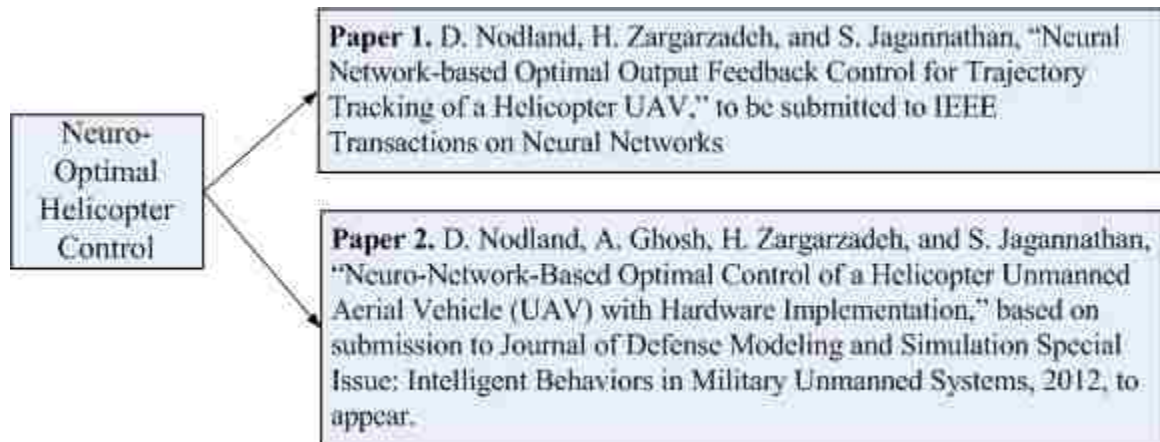 Neuro-
Optimal
Helicopter
Control
Paper 1. D. Nodland, H. Zargarzadeh, and S. Jagannathan, “Neural
Network-based Optimal Output Feedback Control for Trajectory
Tracking of a Helicopter UAV,” to be submitted to IEEE
Transactions on Neural Networks
Paper 2. D. Nodland, A. Ghosh, H. Zargarzadeh, and S. Jagannathan,
“Neuro-Network-Based Optimal Control of a Helicopter Unmanned
Aerial Vehicle (UAV) with Hardware Implementation,” based on
submission to Journal of Defense Modeling and Simulation Special
Issue: Intelligent Behaviors in Military Unmanned Systems, 2012, to
appear.